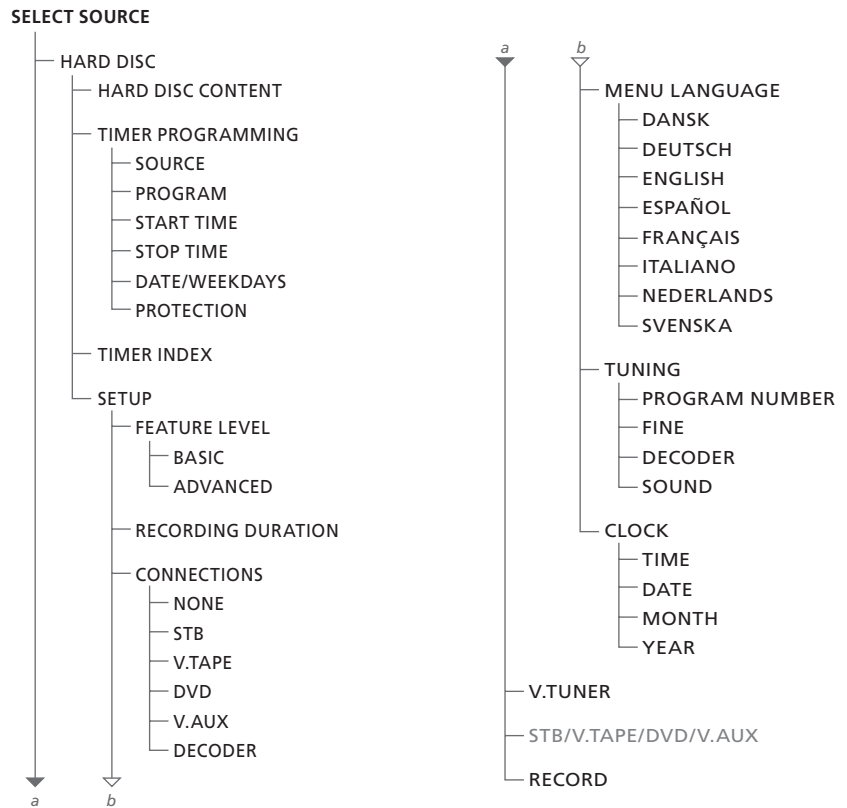 SELECT SOURCE
HARD DISC
HARD DISC CONTENT
TIMER PROGRAMMING
SOURCE
PROGRAM
START TIME
STOP TIME
DATE/WEEKDAYS
PROTECTION
TIMER INDEX
SETUP
FEATURE LEVEL
BASIC
ADVANCED
RECORDING DURATION
CONNECTIONS
NONE
STB
V.TAPE
DVD
V.AUX
DECODER
a
b
a
b
MENU LANGUAGE
DANSK
DEUTSCH
ENGLISH
ESPAÑOL
FRANÇAIS
ITALIANO
NEDERLANDS
SVENSKA
TUNING
PROGRAM NUMBER
FINE
DECODER
SOUND
CLOCK
TIME
DATE
MONTH
YEAR
V.TUNER
STB/V.TAPE/DVD/V.AUX
RECORD